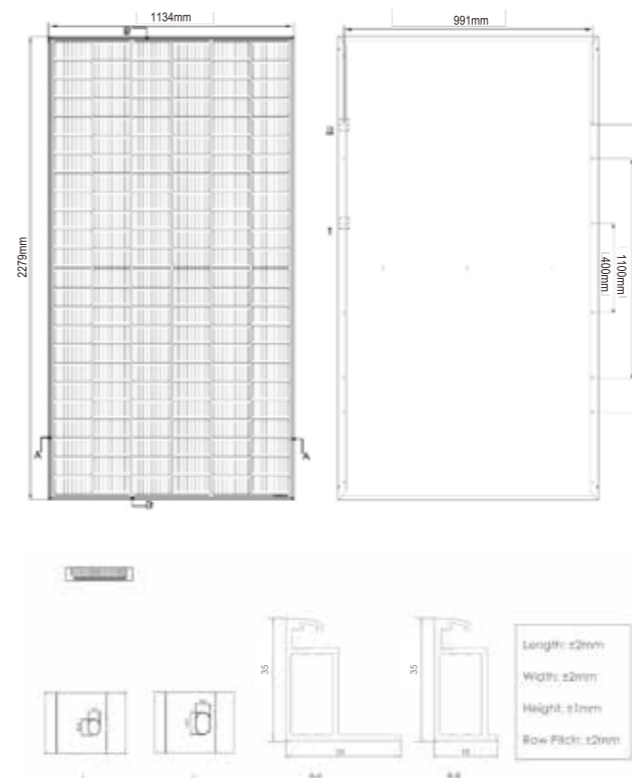 1134mm
991mm
2279mm
400mm
1100mm
A
A
35
35
Length: ±2mm
Width: ±2mm
Height: ±1mm
Row Pitch: ±2mm